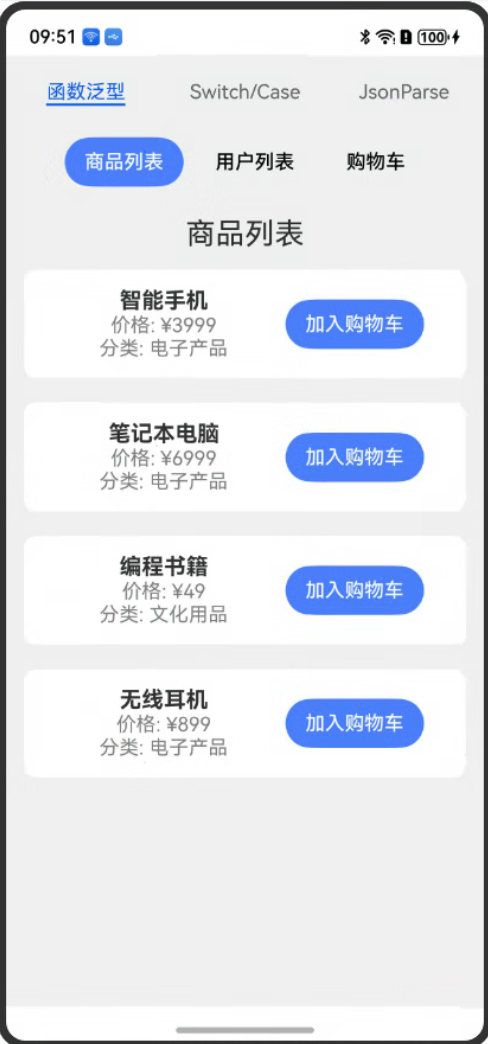 09:51 100
函数泛型 Switch/Case JsonParse
商品列表 用户列表 购物车
商品列表
智能手机
价格: ¥3999
分类: 电子产品
加入购物车
笔记本电脑
价格: ¥6999
分类: 电子产品
加入购物车
编程书籍
价格: ¥49
分类: 文化用品
加入购物车
无线耳机
价格: ¥899
分类: 电子产品
加入购物车